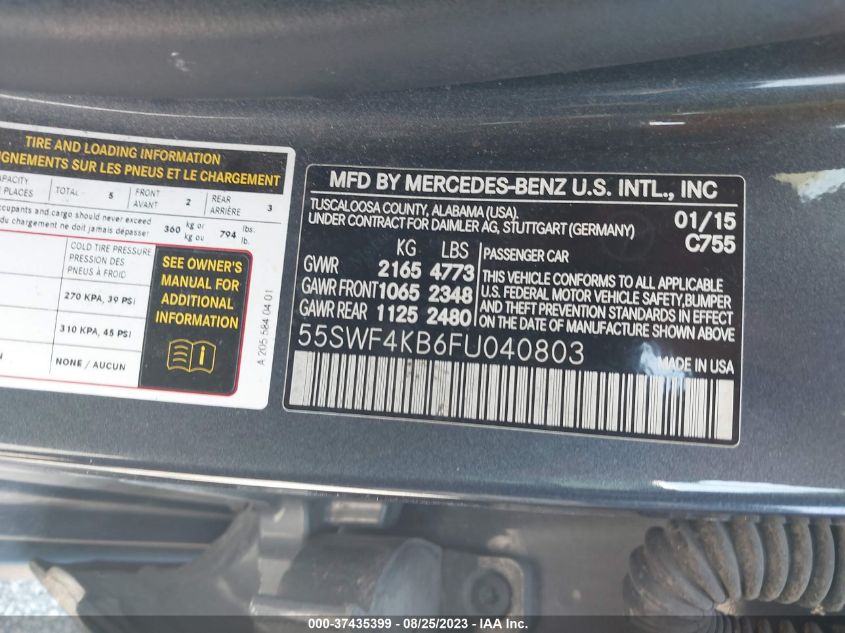 TIRE AND LOADING INFORMATION
SUR LES PNEUS ET LE CHARGEMENT
PLACES TOTAL 5 FRONT AVANT 2 REAR ARRIÈRE 3
and cargo should never exceed
du chargement ne doit jamais dépasser 360 kg or kg ou 794 lbs. lb.
COLD TIRE PRESSURE
PRESSION DES
PNEUS À FROID
270 KPA, 39 PSI
310 KPA, 45 PSI
NONE / AUCUN
SEE OWNER'S
MANUAL FOR
ADDITIONAL
INFORMATION
A 205 584 04 01
MFD BY MERCEDES-BENZ U.S. INTL., INC
TUSCALOOSA COUNTY, ALABAMA (USA).
UNDER CONTRACT FOR DAIMLER AG, STUTTGART (GERMANY)
01/15
C755
KG LBS
GVWR 2165 4773
GAWR FRONT 1065 2348
GAWR REAR 1125 2480
PASSENGER CAR
THIS VEHICLE CONFORMS TO ALL APPLICABLE
U.S. FEDERAL MOTOR VEHICLE SAFETY, BUMPER
AND THEFT PREVENTION STANDARDS IN EFFECT
ON THE DATE OF MANUFACTURE SHOWN ABOVE
55SWF4KB6FU040803
MADE IN USA
000-37435399 - 08/25/2023 - IAA Inc.